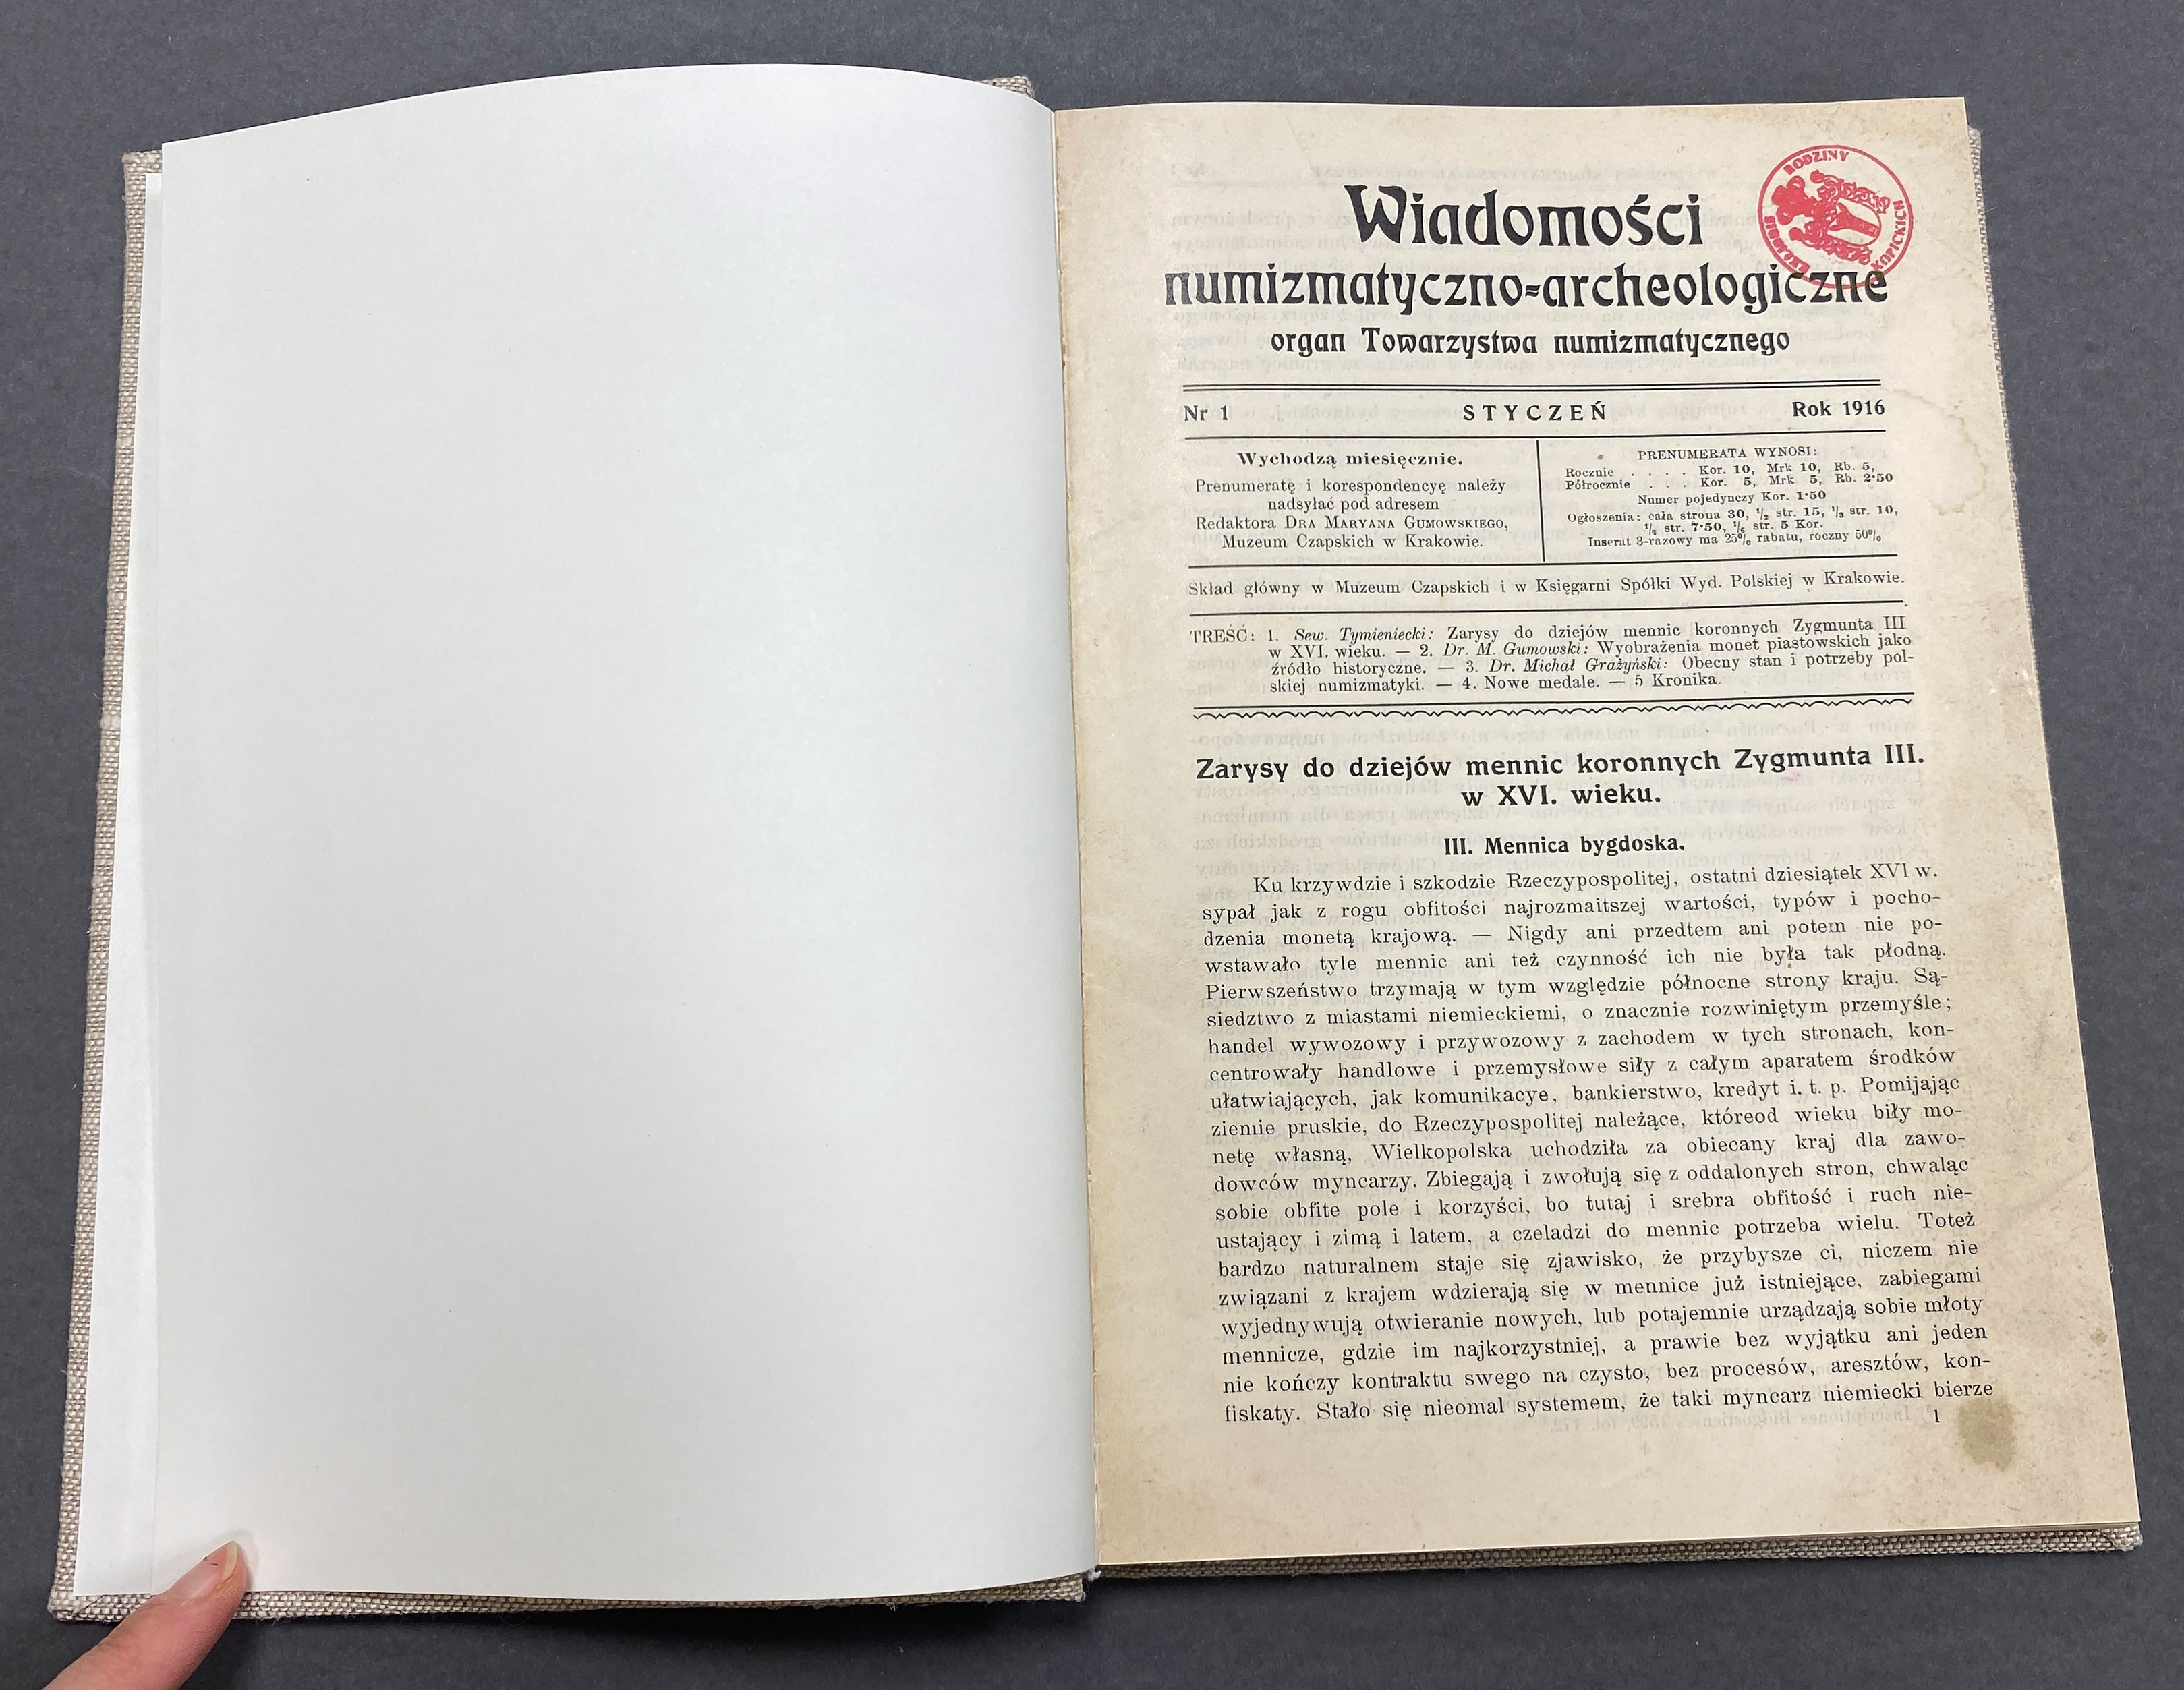 RODZINY
KOPICKICH
Wiadomości
numizmatyczno-archeologiczne
organ Towarzystwa numizmatycznego
Nr 1 STYCZEŃ Rok 1916
Wychodzą miesięcznie.
Prenumeratę i korespondencyę należy
nadsyłać pod adresem
Redaktora DRA MARYANA GUMOWSKIEGO,
Muzeum Czapskich w Krakowie.
PRENUMERATA WYNOSI:
Rocznie . . . . Kor. 10, Mrk 10, Rb. 5,
Półrocznie . . . Kor. 5, Mrk 5, Rb. 2·50
Numer pojedynczy Kor. 1·50
Ogłoszenia: cała strona 30, 1/2 str. 15, 1/3 str. 10,
1/4 str. 7·50, 1/6 str. 5 Kor.
Inserat 3-razowy ma 25% rabatu, roczny 50%
Skład główny w Muzeum Czapskich i w Księgarni Spółki Wyd. Polskiej w Krakowie.
TREŚĆ: 1. Sew. Tymieniecki: Zarysy do dziejów mennic koronnych Zygmunta III
w XVI. wieku. — 2. Dr. M. Gumowski: Wyobrażenia monet piastowskich jako
źródło historyczne. — 3. Dr. Michał Grażyński: Obecny stan i potrzeby pol-
skiej numizmatyki. — 4. Nowe medale. — 5 Kronika.
Zarysy do dziejów mennic koronnych Zygmunta III.
w XVI. wieku.
III. Mennica bygdoska.
Ku krzywdzie i szkodzie Rzeczypospolitej, ostatni dziesiątek XVI w.
sypał jak z rogu obfitości najrozmaitszej wartości, typów i pocho-
dzenia monetą krajową. — Nigdy ani przedtem ani potem nie po-
wstawało tyle mennic ani też czynność ich nie była tak płodną.
Pierwszeństwo trzymają w tym względzie północne strony kraju. Są-
siedztwo z miastami niemieckiemi, o znacznie rozwiniętym przemyśle;
handel wywozowy i przywozowy z zachodem w tych stronach, kon-
centrowały handlowe i przemysłowe siły z całym aparatem środków
ułatwiających, jak komunikacye, bankierstwo, kredyt i. t. p. Pomijając
ziemie pruskie, do Rzeczypospolitej należące, któreod wieku biły mo-
netę własną, Wielkopolska uchodziła za obiecany kraj dla zawo-
dowców myncarzy. Zbiegają i zwołują się z oddalonych stron, chwaląc
sobie obfite pole i korzyści, bo tutaj i srebra obfitość i ruch nie-
ustający i zimą i latem, a czeladzi do mennic potrzeba wielu. Toteż
bardzo naturalnem staje się zjawisko, że przybysze ci, niczem nie
związani z krajem wdzierają się w mennice już istniejące, zabiegami
wyjednywują otwieranie nowych, lub potajemnie urządzają sobie młoty
mennicze, gdzie im najkorzystniej, a prawie bez wyjątku ani jeden
nie kończy kontraktu swego na czysto, bez procesów, aresztów, kon-
fiskaty. Stało się nieomal systemem, że taki myncarz niemiecki bierze
1